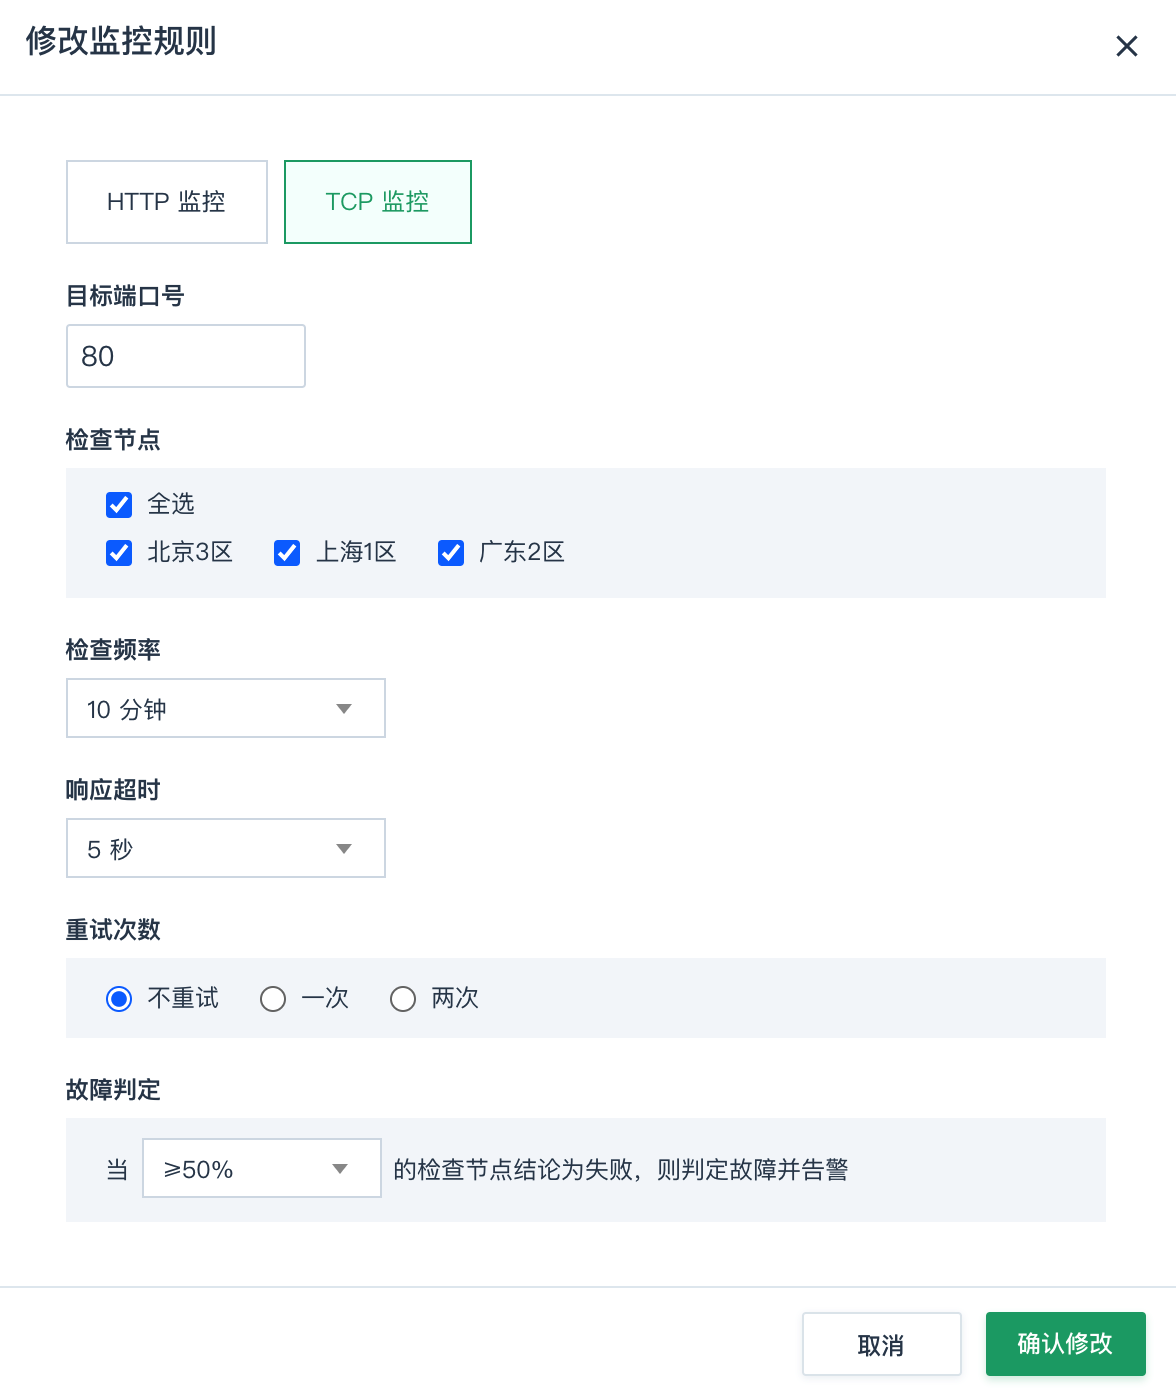 修改监控规则
HTTP 监控 TCP 监控
目标端口号
80
检查节点
全选
北京3区 上海1区 广东2区
检查频率
10 分钟
响应超时
5 秒
重试次数
不重试 一次 两次
故障判定
当 ≥50% 的检查节点结论为失败，则判定故障并告警
取消 确认修改